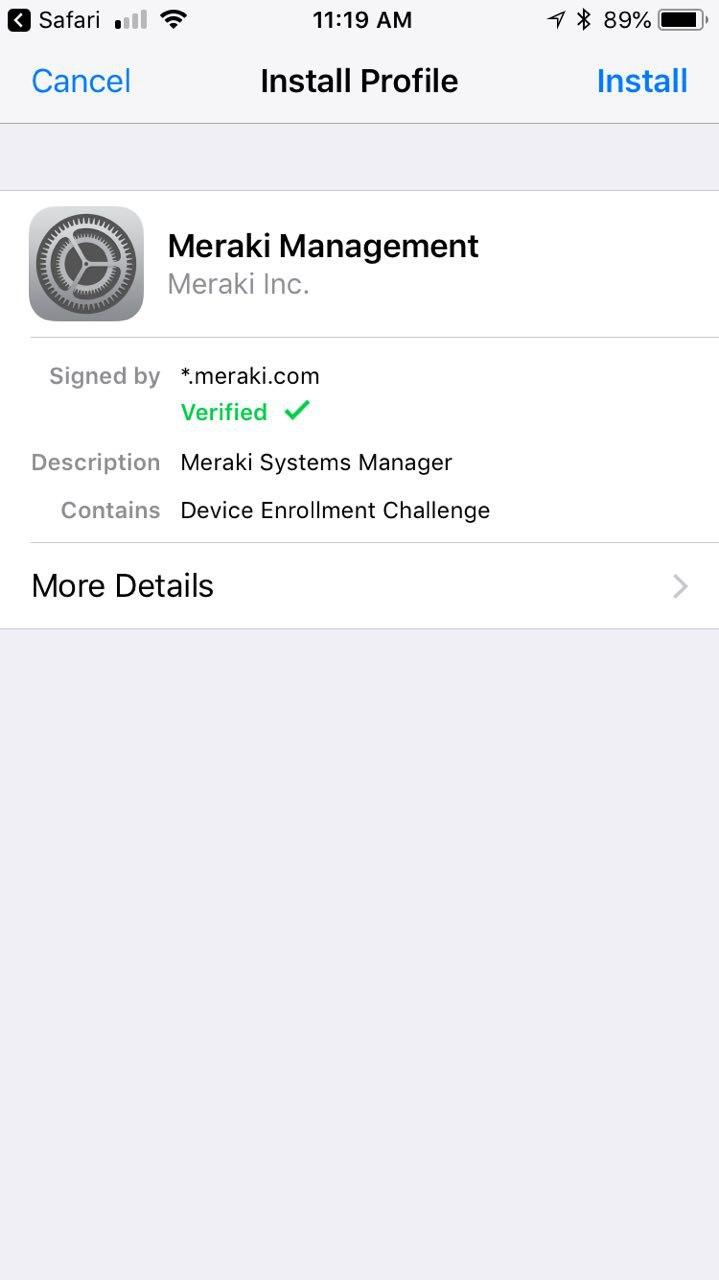 Safari 11:19 AM 89%
Cancel Install Profile Install
Meraki Management
Meraki Inc.
Signed by *.meraki.com
Verified
Description Meraki Systems Manager
Contains Device Enrollment Challenge
More Details